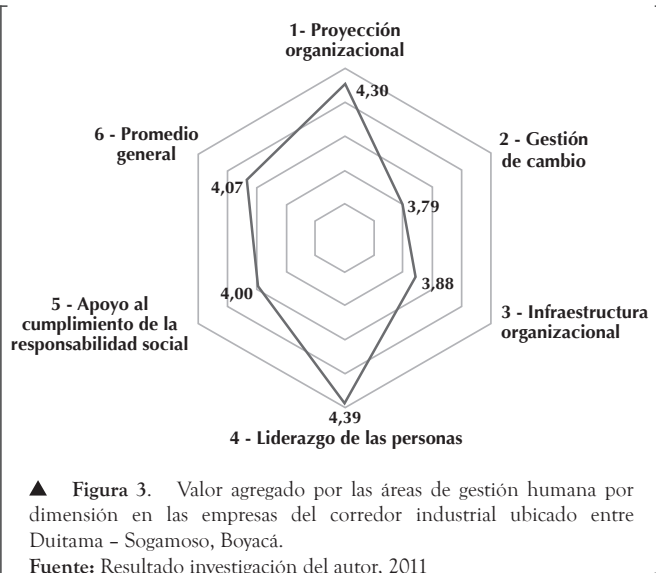 1- Proyección
organizacional
4,30
6 - Promedio
general
2 - Gestión
de cambio
4,07
3,79
3,88
4,00
5 - Apoyo al
cumplimiento de la
responsabilidad social
3 - Infraestructura
organizacional
4,39
4 - Liderazgo de las personas
▲ Figura 3. Valor agregado por las áreas de gestión humana por
dimensión en las empresas del corredor industrial ubicado entre
Duitama – Sogamoso, Boyacá.
Fuente: Resultado investigación del autor, 2011